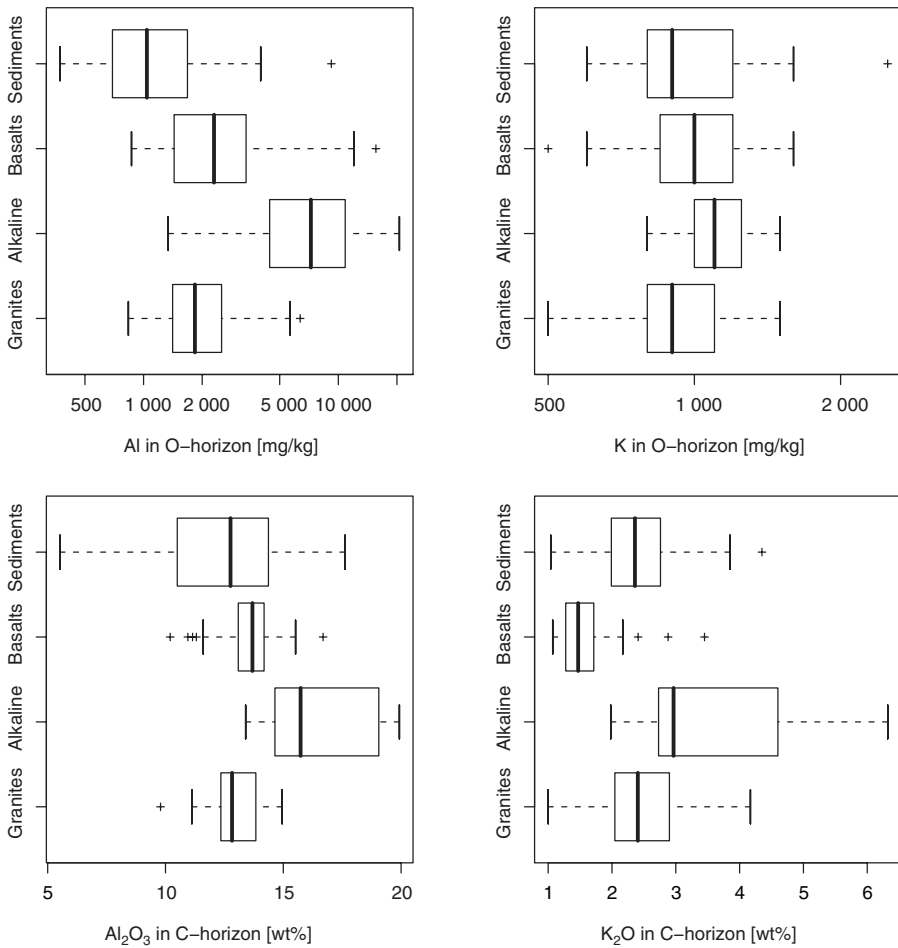 Sediments
Basalts
Alkaline
Granites
500 1 000 2 000 5 000 10 000
Al in O−horizon [mg/kg]
Sediments
Basalts
Alkaline
Granites
500 1 000 2 000
K in O−horizon [mg/kg]
Sediments
Basalts
Alkaline
Granites
5 10 15 20
Al₂O₃ in C−horizon [wt%]
Sediments
Basalts
Alkaline
Granites
1 2 3 4 5 6
K₂O in C−horizon [wt%]